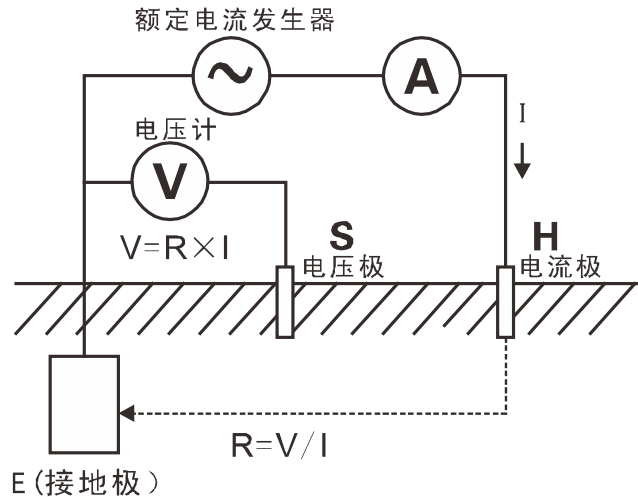 额定电流发生器
A
I
电压计
V
V=R×I
S
电压极
H
电流极
R=V/I
E(接地极）